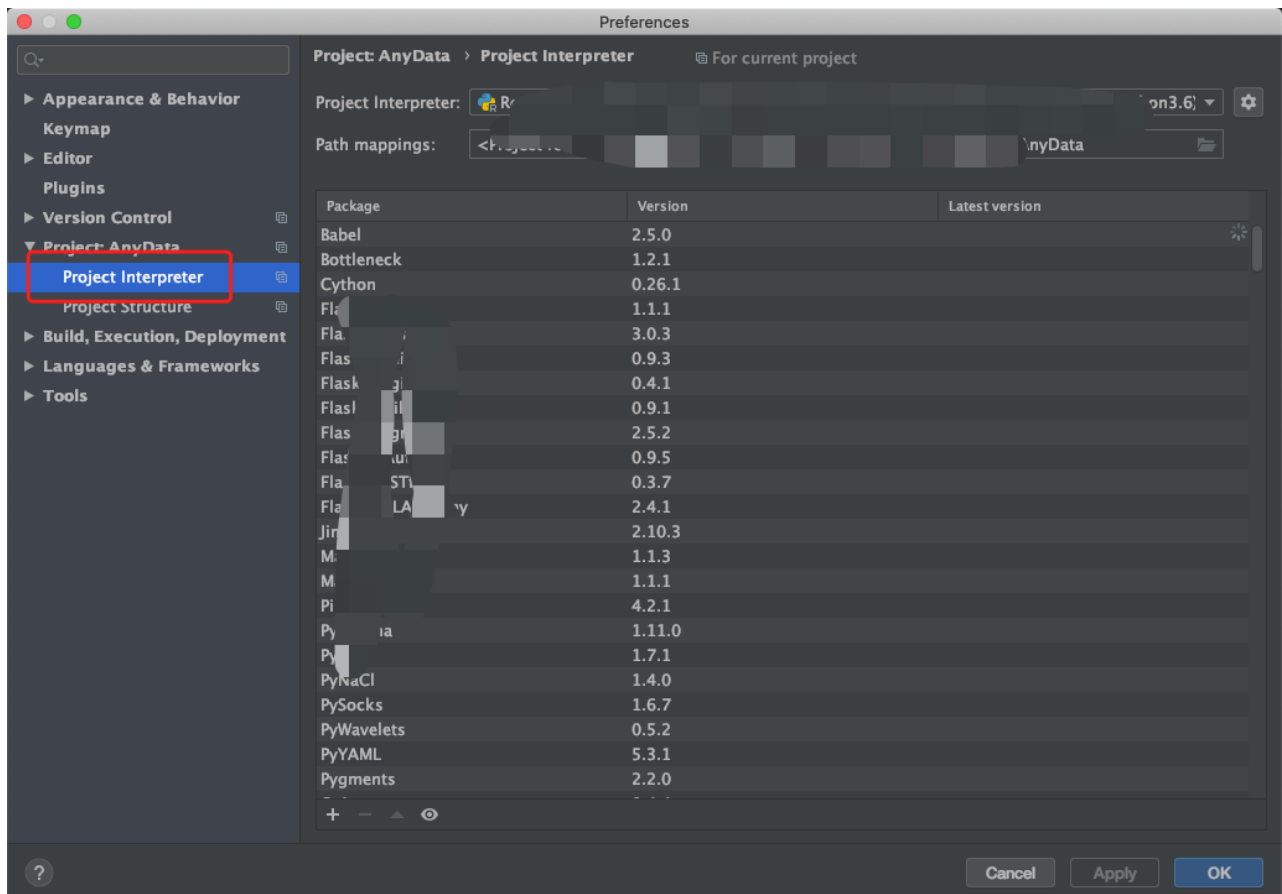 Preferences
Project: AnyData › Project Interpreter For current project
Appearance & Behavior
Keymap
Editor
Plugins
Version Control
Project: AnyData
Project Interpreter
Project Structure
Build, Execution, Deployment
Languages & Frameworks
Tools
Project Interpreter:
Path mappings:
Package Version Latest version
Babel 2.5.0
Bottleneck 1.2.1
Cython 0.26.1
1.1.1
3.0.3
0.9.3
0.4.1
0.9.1
2.5.2
0.9.5
0.3.7
2.4.1
2.10.3
1.1.3
1.1.1
4.2.1
1.11.0
1.7.1
PyNaCl 1.4.0
PySocks 1.6.7
PyWavelets 0.5.2
PyYAML 5.3.1
Pygments 2.2.0
?
Cancel Apply OK